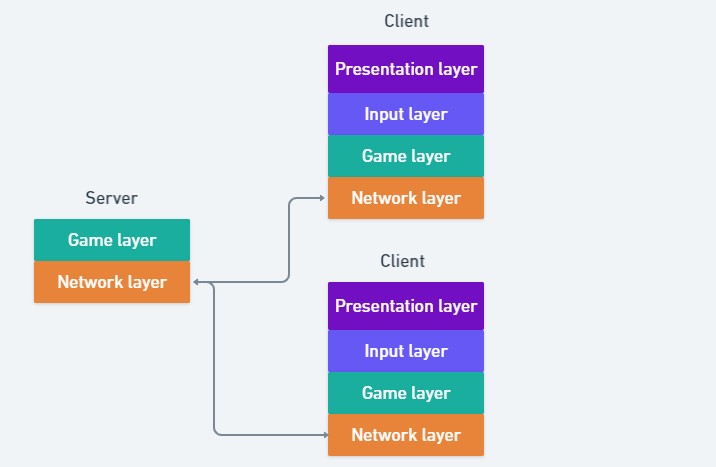 Client
Presentation layer
Input layer
Game layer
Network layer
Server
Game layer
Network layer
Client
Presentation layer
Input layer
Game layer
Network layer